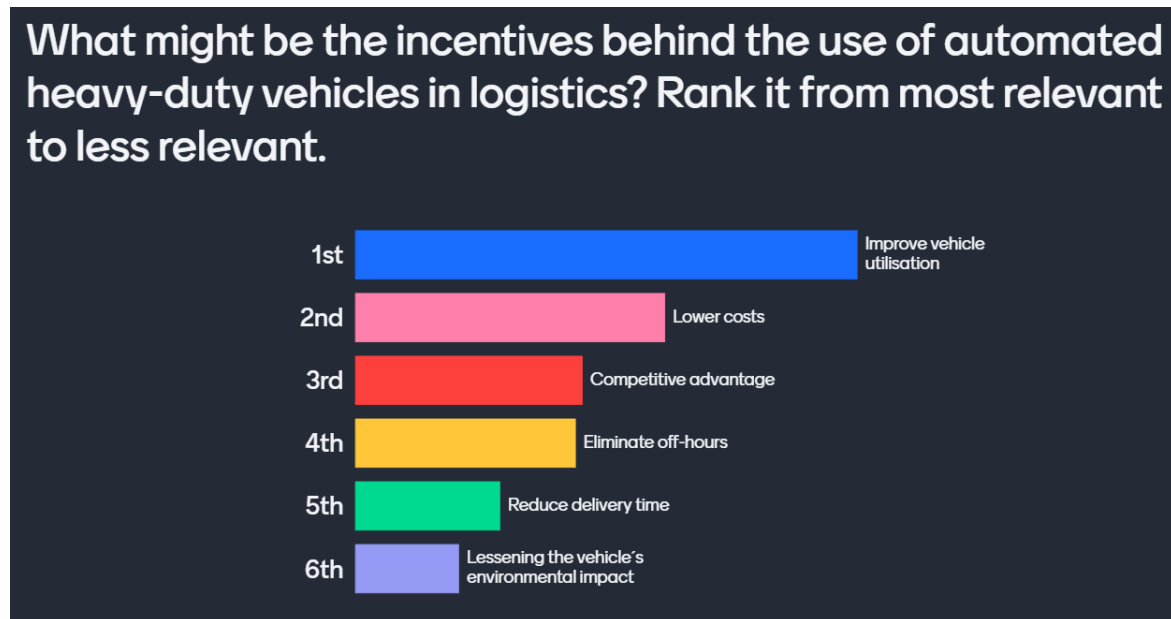 What might be the incentives behind the use of automated
heavy-duty vehicles in logistics? Rank it from most relevant
to less relevant.
1st
Improve vehicle
utilisation
2nd
Lower costs
3rd
Competitive advantage
4th
Eliminate off-hours
5th
Reduce delivery time
6th
Lessening the vehicle´s
environmental impact